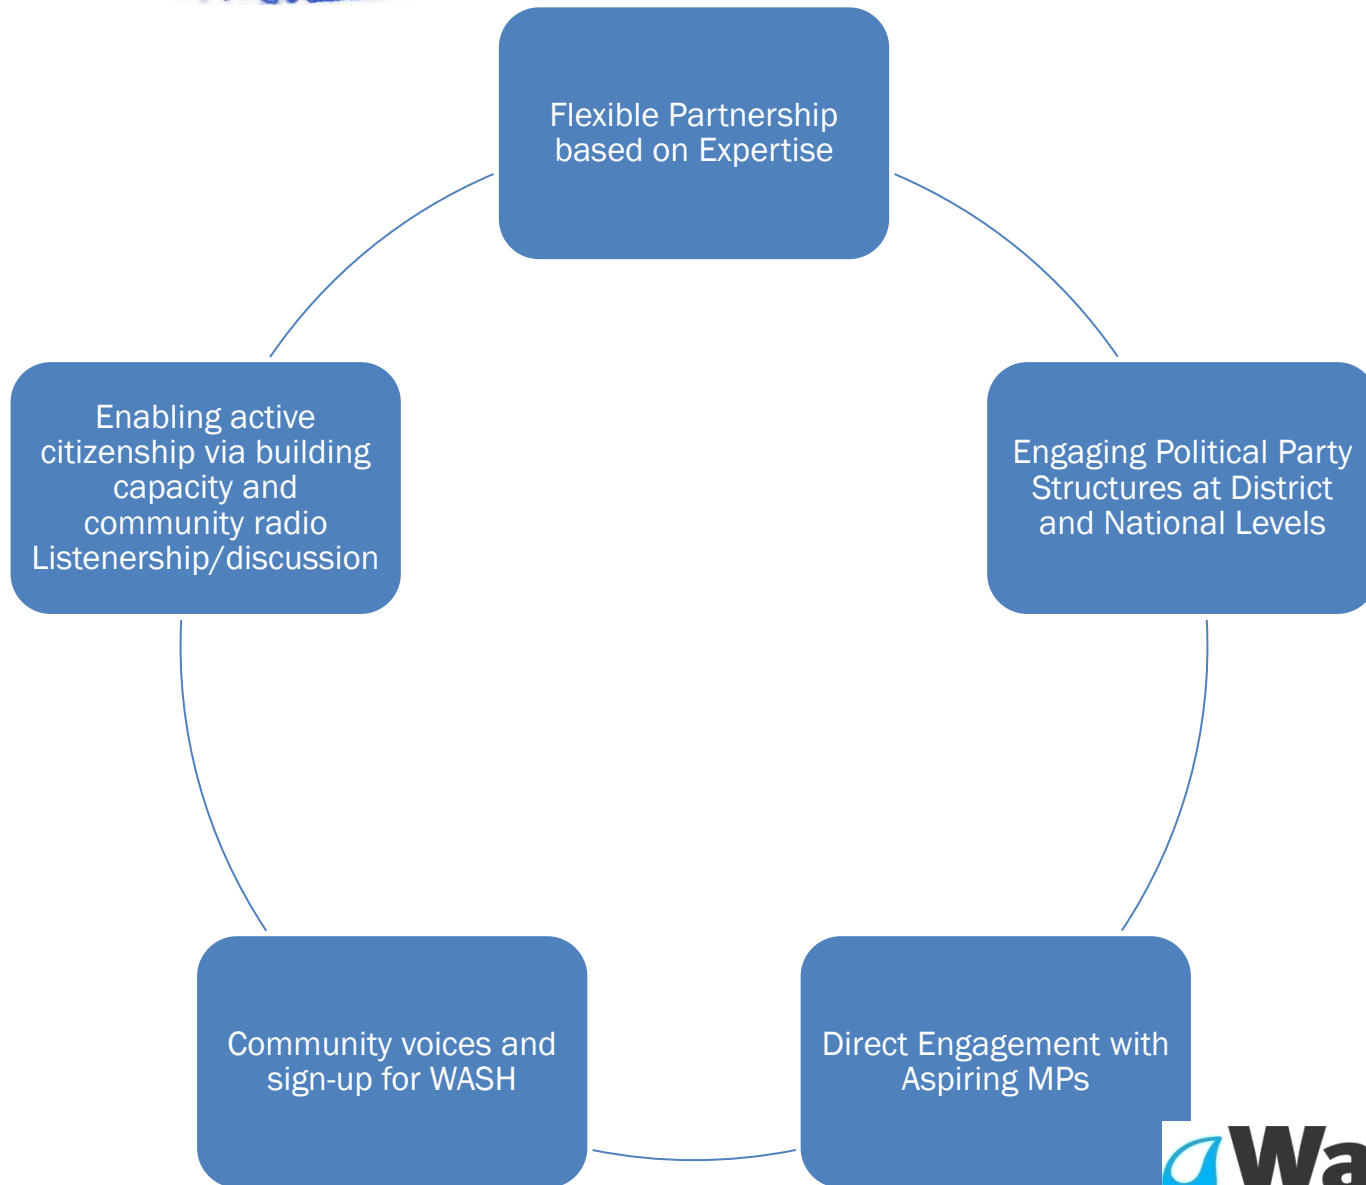 Flexible Partnership
based on Expertise
Engaging Political Party
Structures at District
and National Levels
Direct Engagement with
Aspiring MPs
Community voices and
sign-up for WASH
Enabling active
citizenship via building
capacity and
community radio
Listenership/discussion
Wa